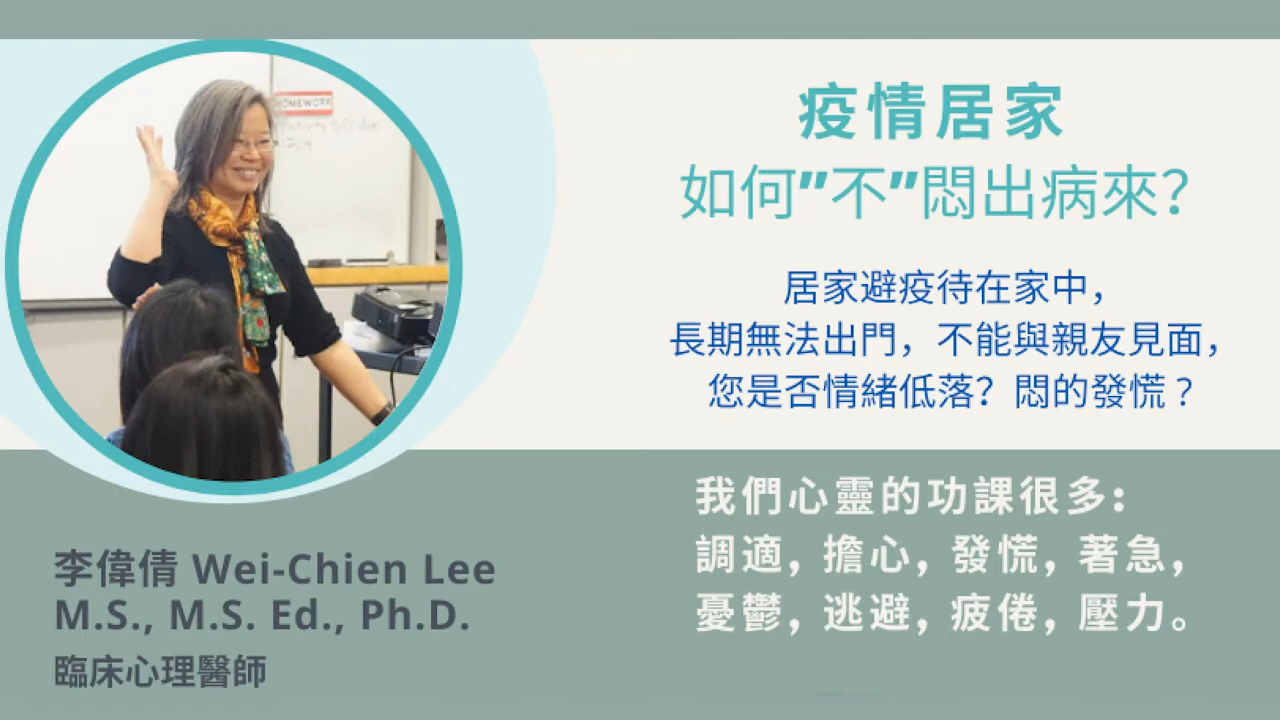 HOMEWORK
疫情居家
如何"不"悶出病來?
居家避疫待在家中，
長期無法出門，不能與親友見面，
您是否情緒低落？悶的發慌？
我們心靈的功課很多:
調適，擔心，發慌，著急，
憂鬱，逃避，疲倦，壓力。
李偉倩 Wei-Chien Lee
M.S., M.S. Ed., Ph.D.
臨床心理醫師